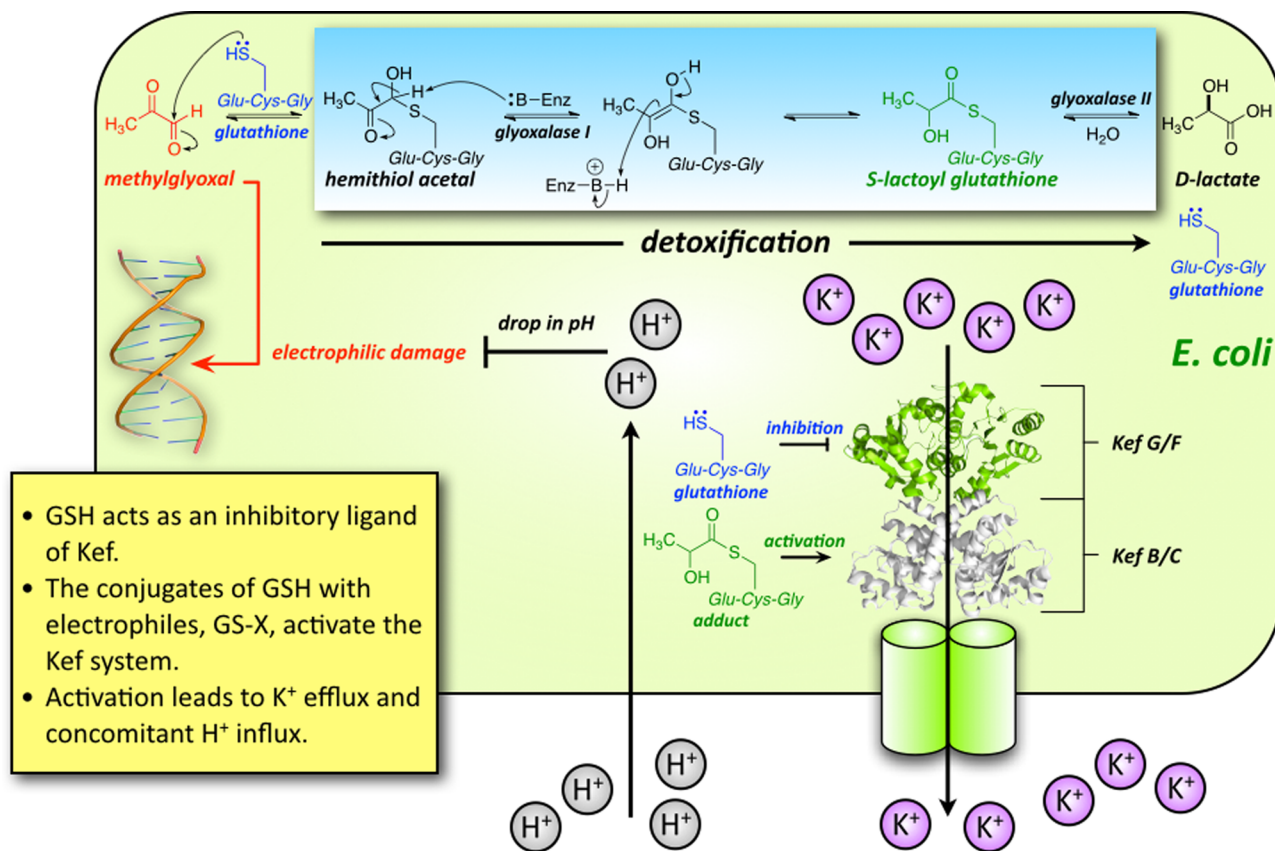 HS
Glu-Cys-Gly
glutathione
O
H
H₃C
O
methylglyoxal
OH
H
H₃C
S
O
Glu-Cys-Gly
hemithiol acetal
:B–Enz
glyoxalase I
Enz–B–H
⊕
H
O
H₃C
S
OH
Glu-Cys-Gly
O
H₃C
S
OH
Glu-Cys-Gly
S-lactoyl glutathione
glyoxalase II
H₂O
OH
H₃C
OH
O
D-lactate
detoxification
HS
Glu-Cys-Gly
glutathione
E. coli
drop in pH
electrophilic damage
H⁺
H⁺
K⁺
K⁺
K⁺
K⁺
K⁺
HS
Glu-Cys-Gly
glutathione
inhibition
Kef G/F
O
H₃C
S
OH
Glu-Cys-Gly
adduct
activation
Kef B/C
• GSH acts as an inhibitory ligand
of Kef.
• The conjugates of GSH with
electrophiles, GS-X, activate the
Kef system.
• Activation leads to K⁺ efflux and
concomitant H⁺ influx.
H⁺
H⁺
H⁺
H⁺
K⁺
K⁺
K⁺
K⁺
K⁺